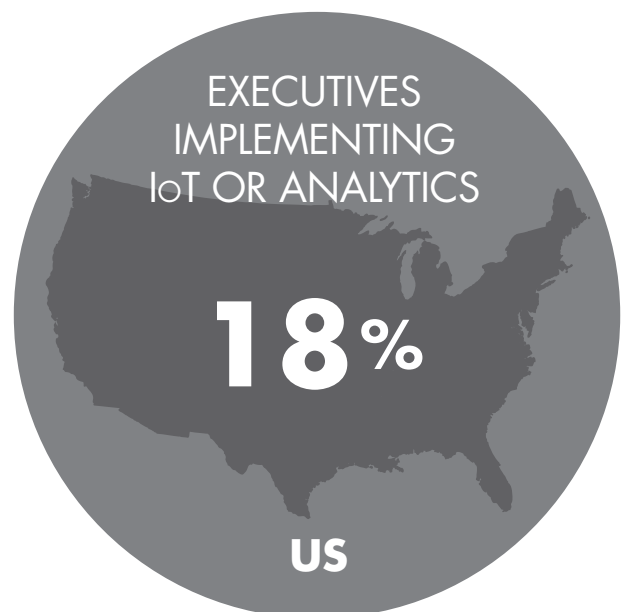 EXECUTIVES
IMPLEMENTING
IoT OR ANALYTICS
18%
US